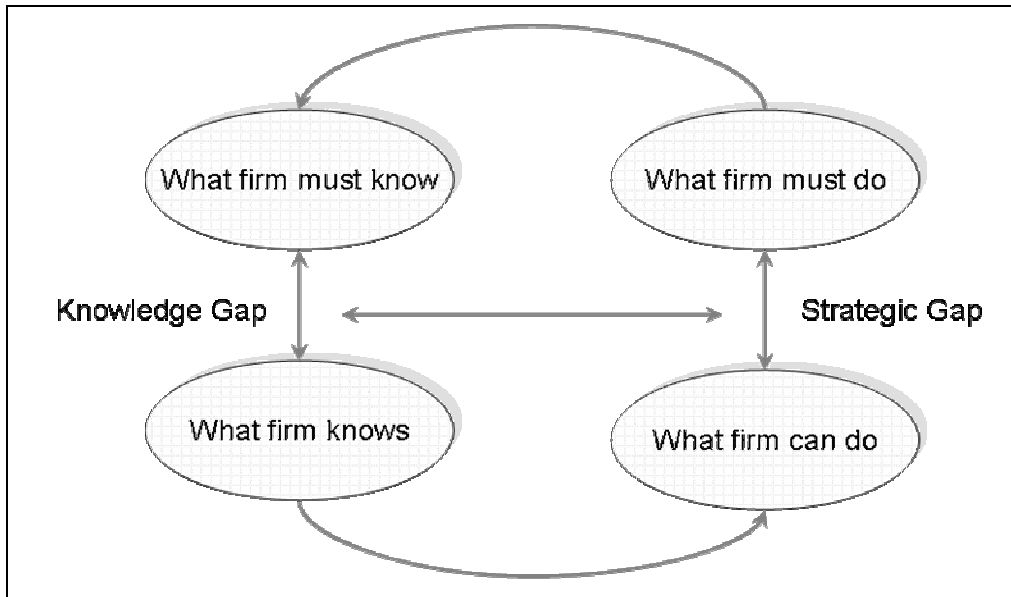 What firm must know
What firm must do
Knowledge Gap
Strategic Gap
What firm knows
What firm can do